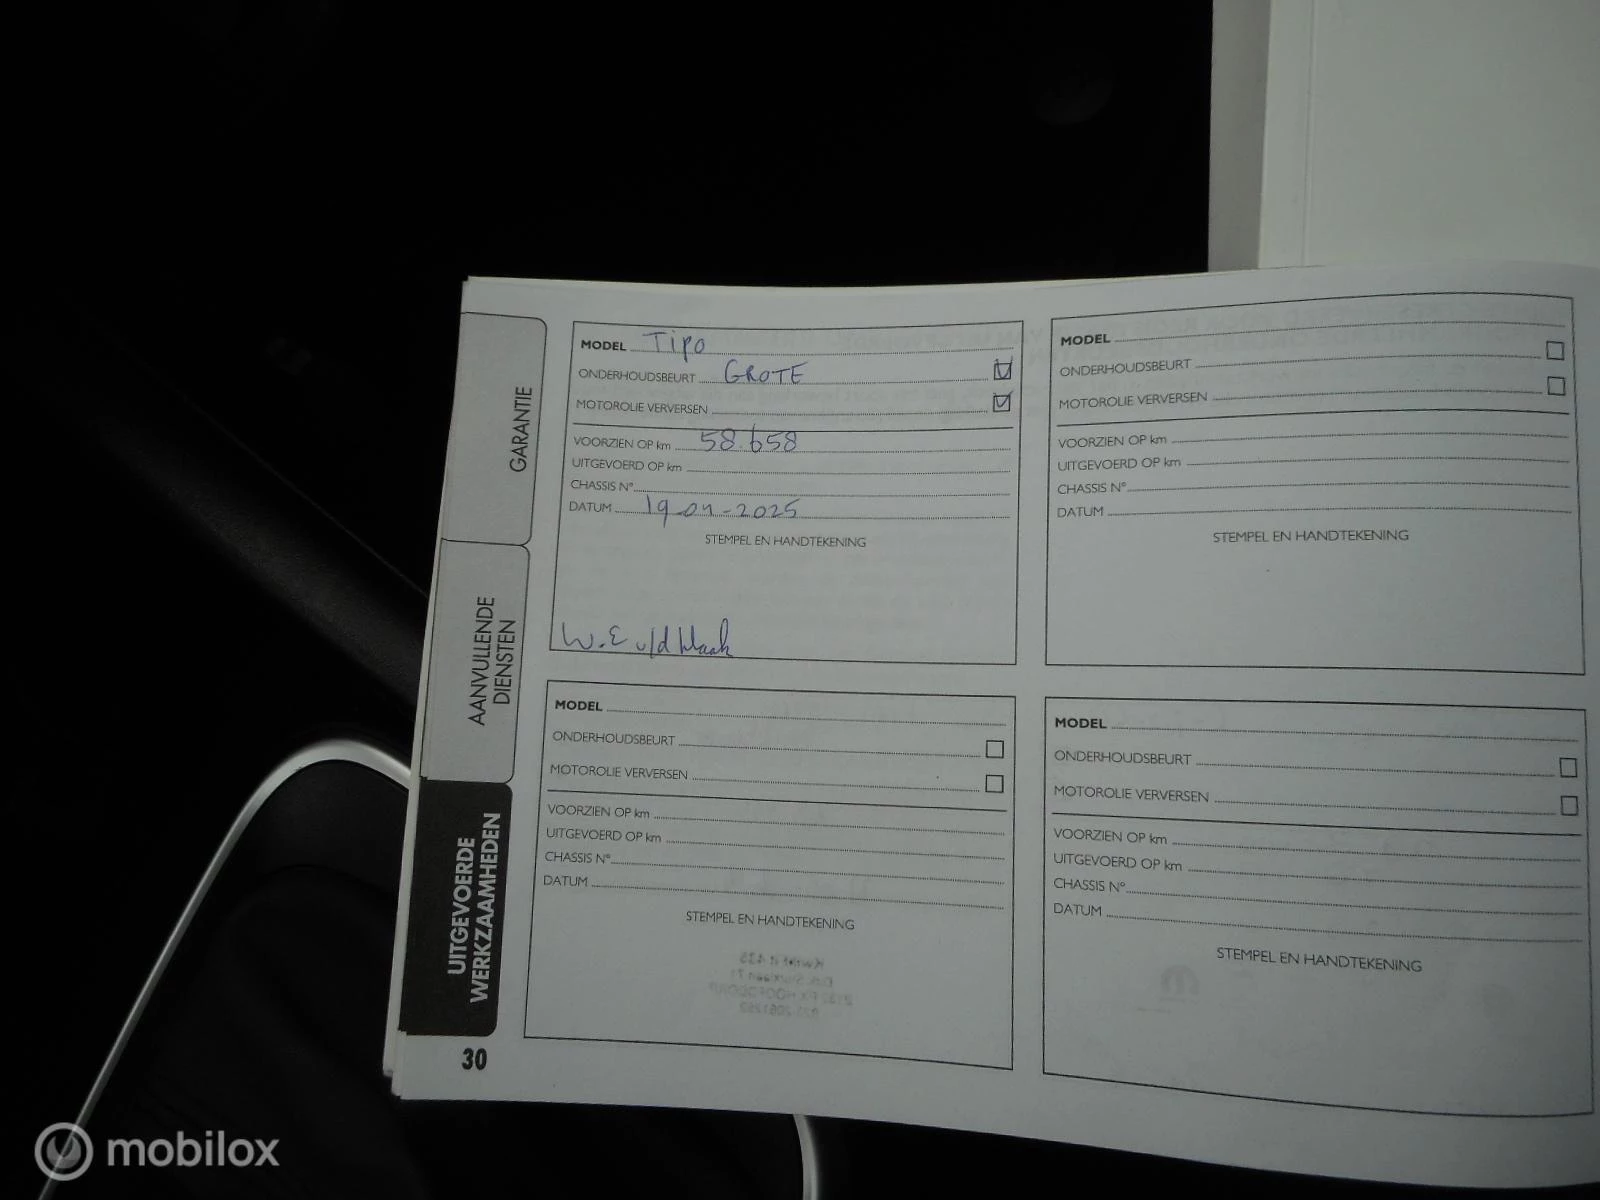 GARANTIE
AANVULLENDE
DIENSTEN
UITGEVOERDE
WERKZAAMHEDEN
30
MODEL Tipo
ONDERHOUDSBEURT GROTE
MOTOROLIE VERVERSEN
VOORZIEN OP km 58.658
UITGEVOERD OP km
CHASSIS N°
DATUM 19-04-2025
STEMPEL EN HANDTEKENING
W.E v/d
MODEL
ONDERHOUDSBEURT
MOTOROLIE VERVERSEN
VOORZIEN OP km
UITGEVOERD OP km
CHASSIS N°
DATUM
STEMPEL EN HANDTEKENING
MODEL
ONDERHOUDSBEURT
MOTOROLIE VERVERSEN
VOORZIEN OP km
UITGEVOERD OP km
CHASSIS N°
DATUM
STEMPEL EN HANDTEKENING
MODEL
ONDERHOUDSBEURT
MOTOROLIE VERVERSEN
VOORZIEN OP km
UITGEVOERD OP km
CHASSIS N°
DATUM
STEMPEL EN HANDTEKENING
mobilox